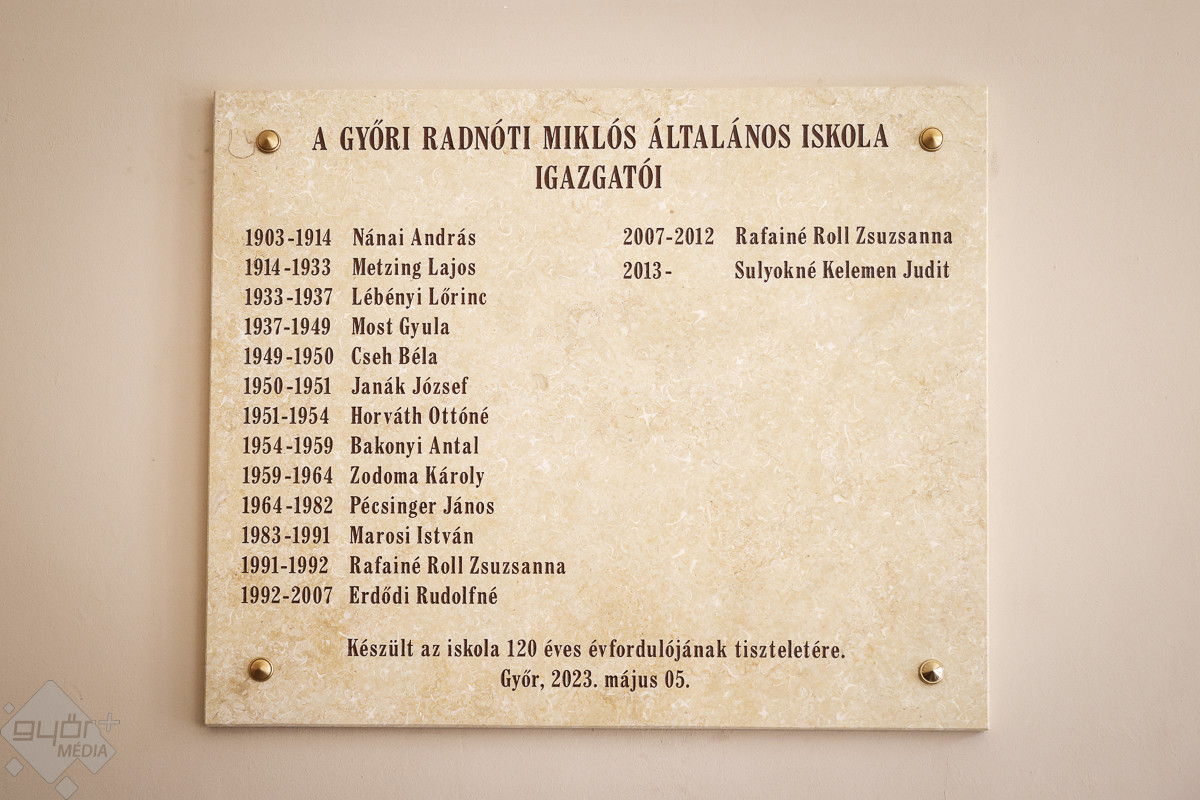 A GYŐRI RADNÓTI MIKLÓS ÁLTALÁNOS ISKOLA
IGAZGATÓI
1903-1914 Nánai András
1914-1933 Metzing Lajos
1933-1937 Lébényi Lőrinc
1937-1949 Most Gyula
1949-1950 Cseh Béla
1950-1951 Janák József
1951-1954 Horváth Ottóné
1954-1959 Bakonyi Antal
1959-1964 Zodoma Károly
1964-1982 Pécsinger János
1983-1991 Marosi István
1991-1992 Rafainé Roll Zsuzsanna
1992-2007 Erdődi Rudolfné
2007-2012 Rafainé Roll Zsuzsanna
2013- Sulyokné Kelemen Judit
Készült az iskola 120 éves évfordulójának tiszteletére.
Győr, 2023. május 05.
győr+
MÉDIA